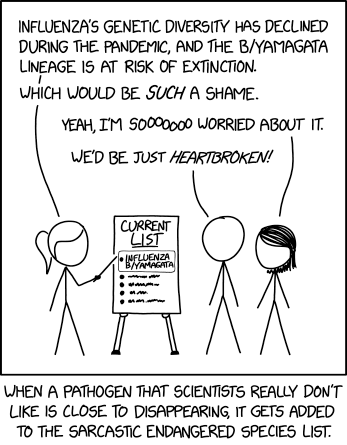 INFLUENZA'S GENETIC DIVERSITY HAS DECLINED
DURING THE PANDEMIC, AND THE B/YAMAGATA
LINEAGE IS AT RISK OF EXTINCTION.
WHICH WOULD BE SUCH A SHAME.
YEAH, I'M SOOOOOOO WORRIED ABOUT IT.
WE'D BE JUST HEARTBROKEN!
CURRENT
LIST
INFLUENZA
B/YAMAGATA
WHEN A PATHOGEN THAT SCIENTISTS REALLY DON'T
LIKE IS CLOSE TO DISAPPEARING, IT GETS ADDED
TO THE SARCASTIC ENDANGERED SPECIES LIST.